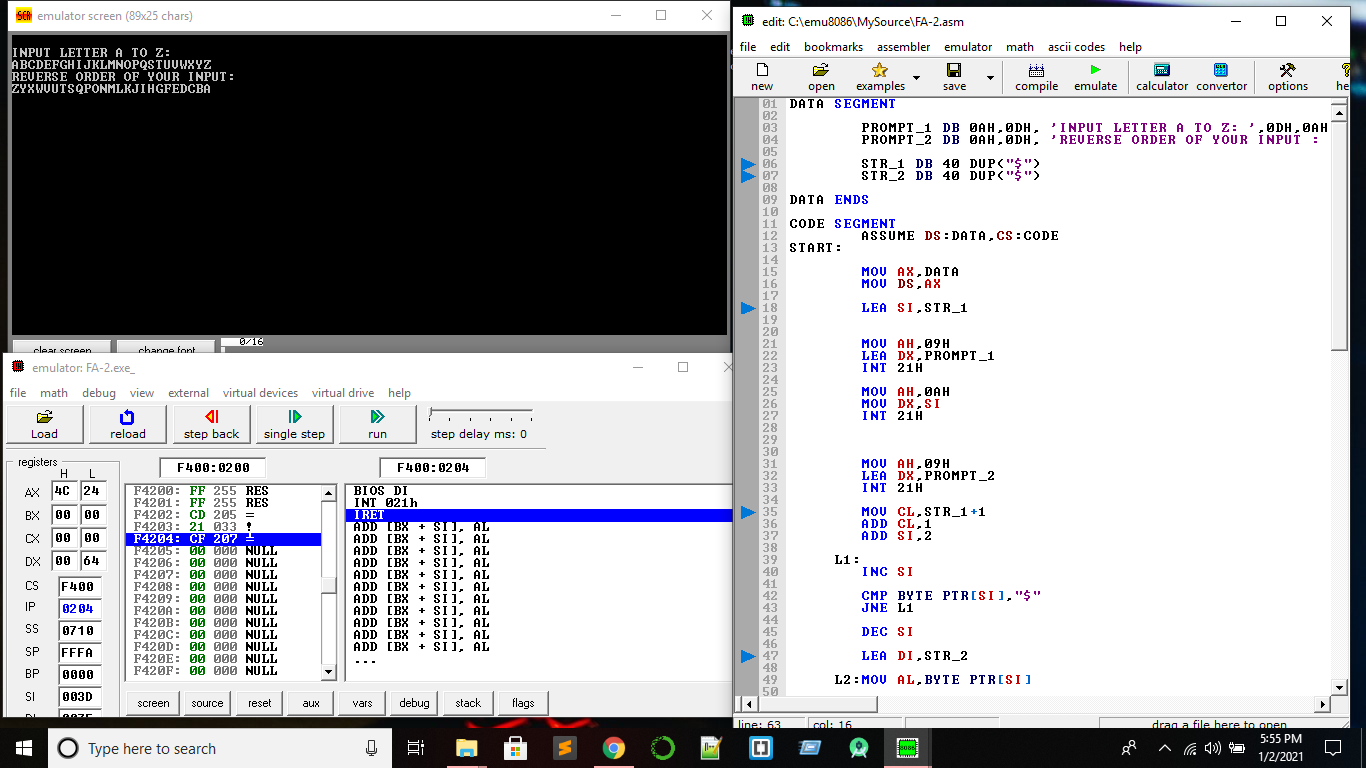 emulator screen (89x25 chars)
INPUT LETTER A TO Z:
ABCDEFGHIJKLMNOPQSTUVWXYZ
REVERSE ORDER OF YOUR INPUT:
ZYXWVUTSQPONMLKJIHGFEDCBA
clear screen change font 0/16
emulator: FA-2.exe_
file math debug view external virtual devices virtual drive help
Load reload step back single step run step delay ms: 0
registers F400:0200 F400:0204
H L
AX 4C 24
BX 00 00
CX 00 00
DX 00 64
CS F400
IP 0204
SS 0710
SP FFFA
BP 0000
SI 003D
F4200: FF 255 RES
F4201: FF 255 RES
F4202: CD 205 =
F4203: 21 033 !
F4204: CF 207 ╧
F4205: 00 000 NULL
F4206: 00 000 NULL
F4207: 00 000 NULL
F4208: 00 000 NULL
F4209: 00 000 NULL
F420A: 00 000 NULL
F420B: 00 000 NULL
F420C: 00 000 NULL
F420D: 00 000 NULL
F420E: 00 000 NULL
F420F: 00 000 NULL
BIOS DI
INT 021h
IRET
ADD [BX + SI], AL
ADD [BX + SI], AL
ADD [BX + SI], AL
ADD [BX + SI], AL
ADD [BX + SI], AL
ADD [BX + SI], AL
ADD [BX + SI], AL
ADD [BX + SI], AL
ADD [BX + SI], AL
ADD [BX + SI], AL
ADD [BX + SI], AL
...
screen source reset aux vars debug stack flags
edit: C:\emu8086\MySource\FA-2.asm
file edit bookmarks assembler emulator math ascii codes help
new open examples save compile emulate calculator convertor options he
01 DATA SEGMENT
02
03 PROMPT_1 DB 0AH,0DH, 'INPUT LETTER A TO Z: ',0DH,0AH
04 PROMPT_2 DB 0AH,0DH, 'REVERSE ORDER OF YOUR INPUT :
05
06 STR_1 DB 40 DUP("$")
07 STR_2 DB 40 DUP("$")
08
09 DATA ENDS
10
11 CODE SEGMENT
12 ASSUME DS:DATA,CS:CODE
13 START:
14
15 MOV AX,DATA
16 MOV DS,AX
17
18 LEA SI,STR_1
19
20
21 MOV AH,09H
22 LEA DX,PROMPT_1
23 INT 21H
24
25 MOV AH,0AH
26 MOV DX,SI
27 INT 21H
28
29
30
31 MOV AH,09H
32 LEA DX,PROMPT_2
33 INT 21H
34
35 MOV CL,STR_1+1
36 ADD CL,1
37 ADD SI,2
38
39 L1:
40 INC SI
41
42 CMP BYTE PTR[SI],"$"
43 JNE L1
44
45 DEC SI
46
47 LEA DI,STR_2
48
49 L2:MOV AL,BYTE PTR[SI]
50
line: 63 col: 16 drag a file here to open
Type here to search
5:55 PM
1/2/2021